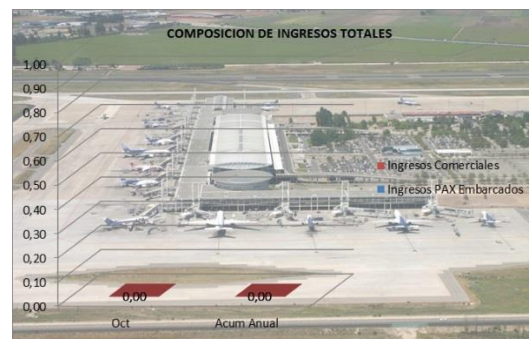 COMPOSICION DE INGRESOS TOTALES
1,00
0,90
0,80
0,70
0,60
0,50
0,40
0,30
0,20
0,10
0,00
Ingresos Comerciales
Ingresos PAX Embarcados
0,00
0,00
Oct
Acum Anual